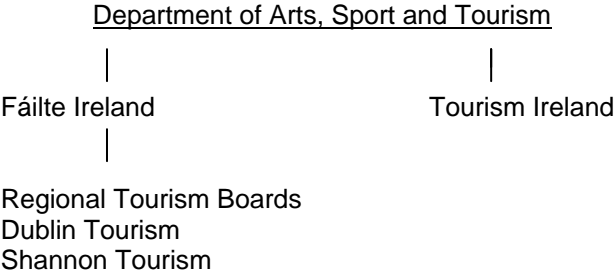 Department of Arts, Sport and Tourism
Fáilte Ireland Tourism Ireland
Regional Tourism Boards
Dublin Tourism
Shannon Tourism